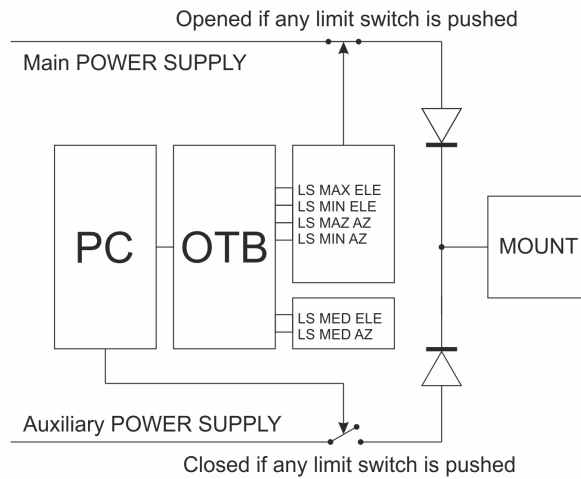 Opened if any limit switch is pushed
Main POWER SUPPLY
PC
OTB
LS MAX ELE
LS MIN ELE
LS MAZ AZ
LS MIN AZ
MOUNT
LS MED ELE
LS MED AZ
Auxiliary POWER SUPPLY
Closed if any limit switch is pushed